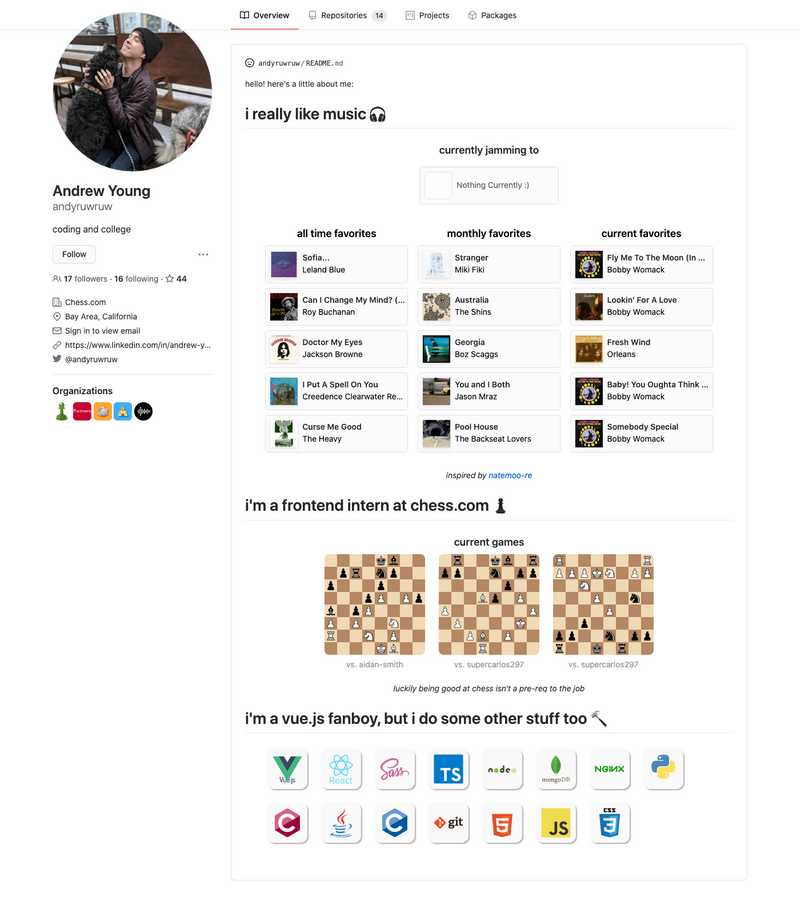 Overview
Repositories 14
Projects
Packages
andyruwruw/README.md
hello! here's a little about me:
i really like music
currently jamming to
Nothing Currently :)
all time favorites
Sofia...
Leland Blue
Can I Change My Mind? (...
Roy Buchanan
Doctor My Eyes
Jackson Browne
I Put A Spell On You
Creedence Clearwater Re...
Curse Me Good
The Heavy
monthly favorites
Stranger
Miki Fiki
Australia
The Shins
Georgia
Boz Scaggs
You and I Both
Jason Mraz
Pool House
The Backseat Lovers
current favorites
Fly Me To The Moon (In ...
Bobby Womack
Lookin' For A Love
Bobby Womack
Fresh Wind
Orleans
Baby! You Oughta Think ...
Bobby Womack
Somebody Special
Bobby Womack
inspired by natemoo-re
i'm a frontend intern at chess.com
current games
vs. aidan-smith
vs. supercarlos297
vs. supercarlos297
luckily being good at chess isn't a pre-req to the job
i'm a vue.js fanboy, but i do some other stuff too
Vue.js
React
Sass
TS
node
mongoDB
NGINX
C
Java
C
git
5
JS
CSS
3
Andrew Young
andyruwruw
coding and college
Follow
...
17 followers · 16 following · 44
Chess.com
Bay Area, California
Sign in to view email
https://www.linkedin.com/in/andrew-y...
@andyruwruw
Organizations